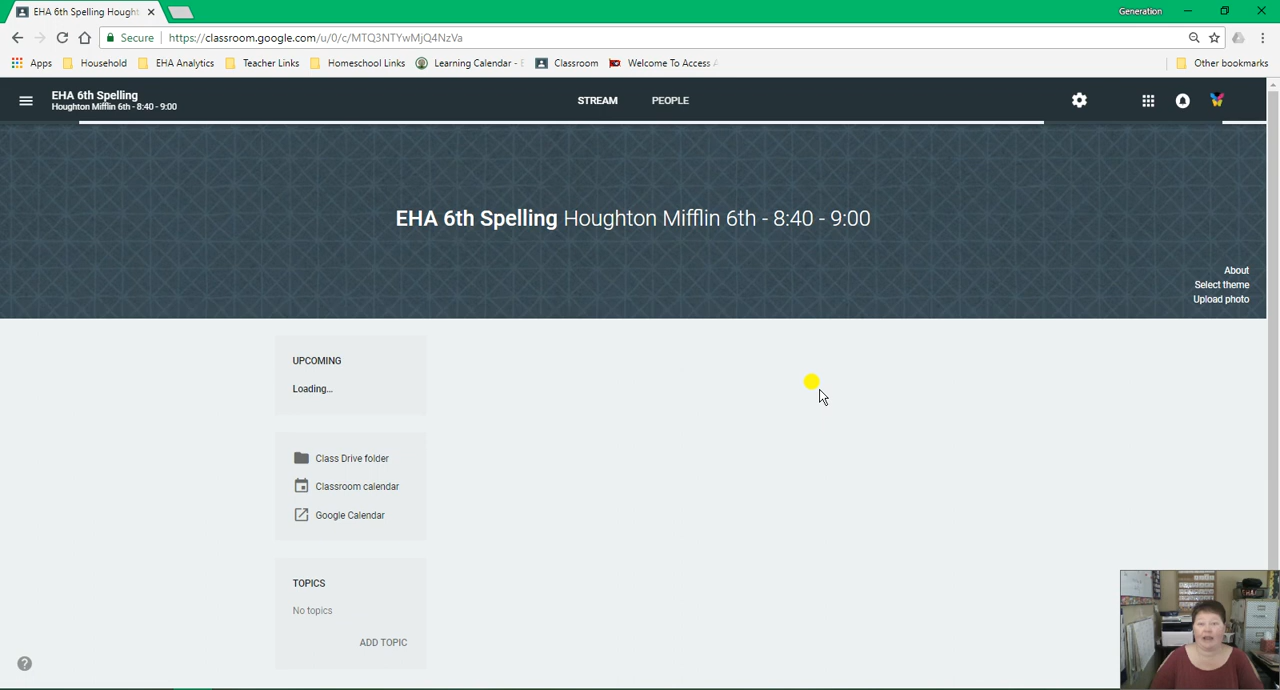 EHA 6th Spelling Hought
Generation
Secure
https://classroom.google.com/u/0/c/MTQ3NTYwMjQ4NzVa
Apps Household EHA Analytics Teacher Links Homeschool Links Learning Calendar - E Classroom Welcome To Access A Other bookmarks
EHA 6th Spelling
Houghton Mifflin 6th - 8:40 - 9:00
STREAM PEOPLE
EHA 6th Spelling Houghton Mifflin 6th - 8:40 - 9:00
About
Select theme
Upload photo
UPCOMING
Loading...
Class Drive folder
Classroom calendar
Google Calendar
TOPICS
No topics
ADD TOPIC